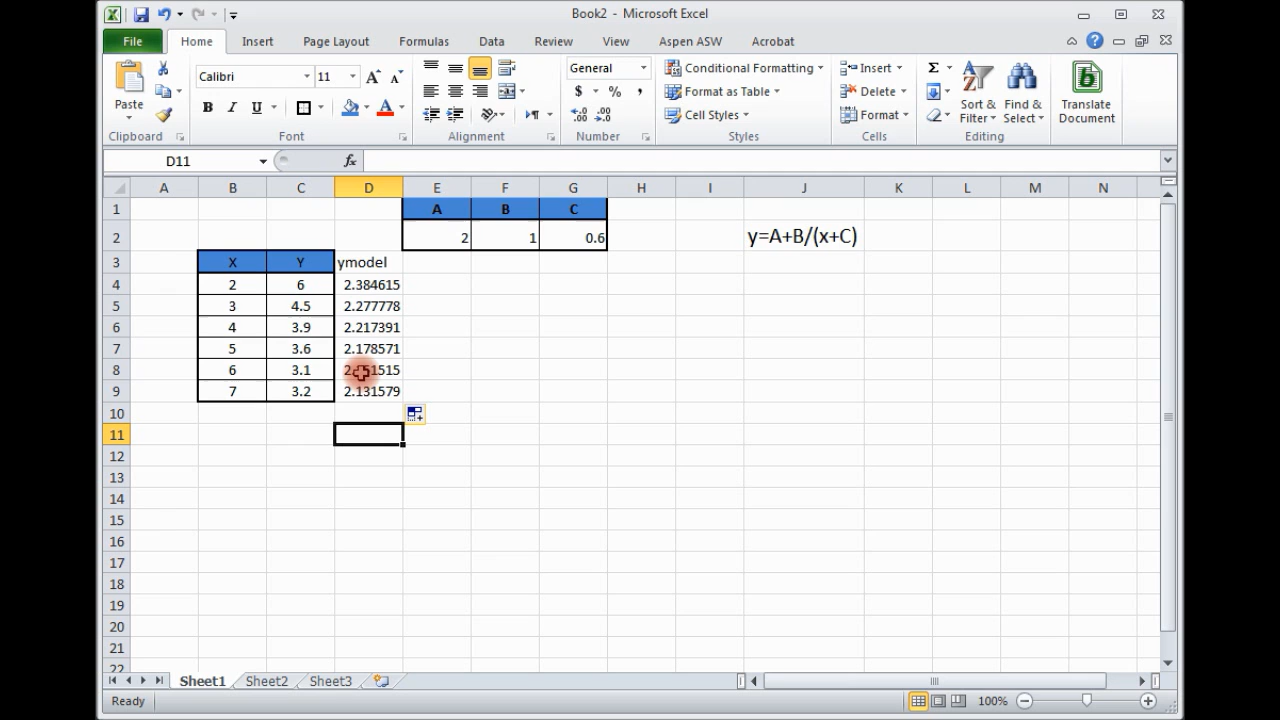 Book2 - Microsoft Excel
File Home Insert Page Layout Formulas Data Review View Aspen ASW Acrobat
Paste
Calibri 11
General
Conditional Formatting
Format as Table
Cell Styles
Insert
Delete
Format
Sort & Filter
Find & Select
Translate Document
Clipboard Font Alignment Number Styles Cells Editing
D11 fx
A B C D E F G H I J K L M N
1 A B C
2 2 1 0.6 y=A+B/(x+C)
3 X Y ymodel
4 2 6 2.384615
5 3 4.5 2.277778
6 4 3.9 2.217391
7 5 3.6 2.178571
8 6 3.1 2.151515
9 7 3.2 2.131579
10
11
12
13
14
15
16
17
18
19
20
21
22
Sheet1 Sheet2 Sheet3
Ready 100%